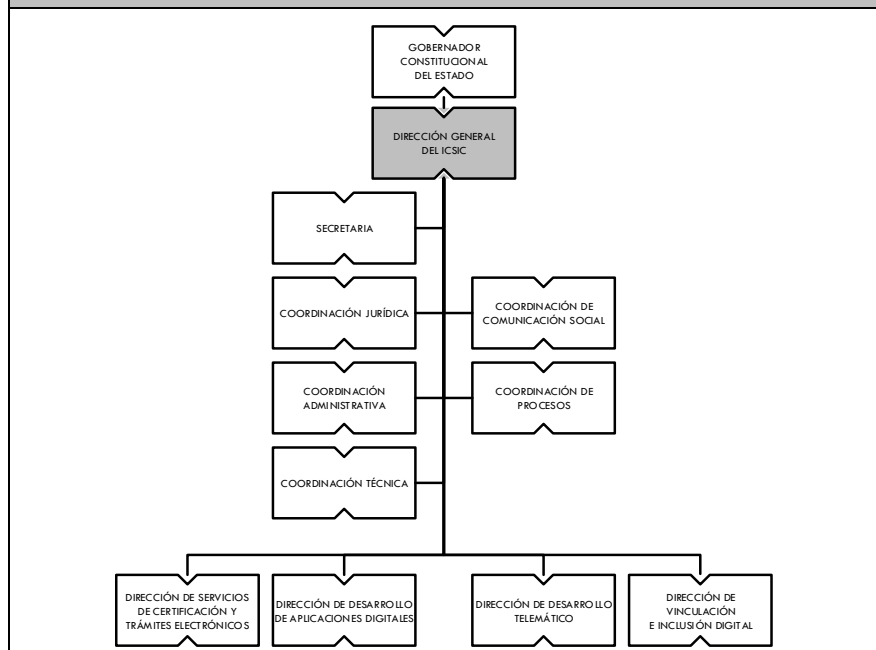 GOBERNADOR
CONSTITUCIONAL
DEL ESTADO
DIRECCIÓN GENERAL
DEL ICSIC
SECRETARIA
COORDINACIÓN JURÍDICA
COORDINACIÓN DE
COMUNICACIÓN SOCIAL
COORDINACIÓN
ADMINISTRATIVA
COORDINACIÓN DE
PROCESOS
COORDINACIÓN TÉCNICA
DIRECCIÓN DE SERVICIOS
DE CERTIFICACIÓN Y
TRÁMITES ELECTRÓNICOS
DIRECCIÓN DE DESARROLLO
DE APLICACIONES DIGITALES
DIRECCIÓN DE DESARROLLO
TELEMÁTICO
DIRECCIÓN DE
VINCULACIÓN
E INCLUSIÓN DIGITAL